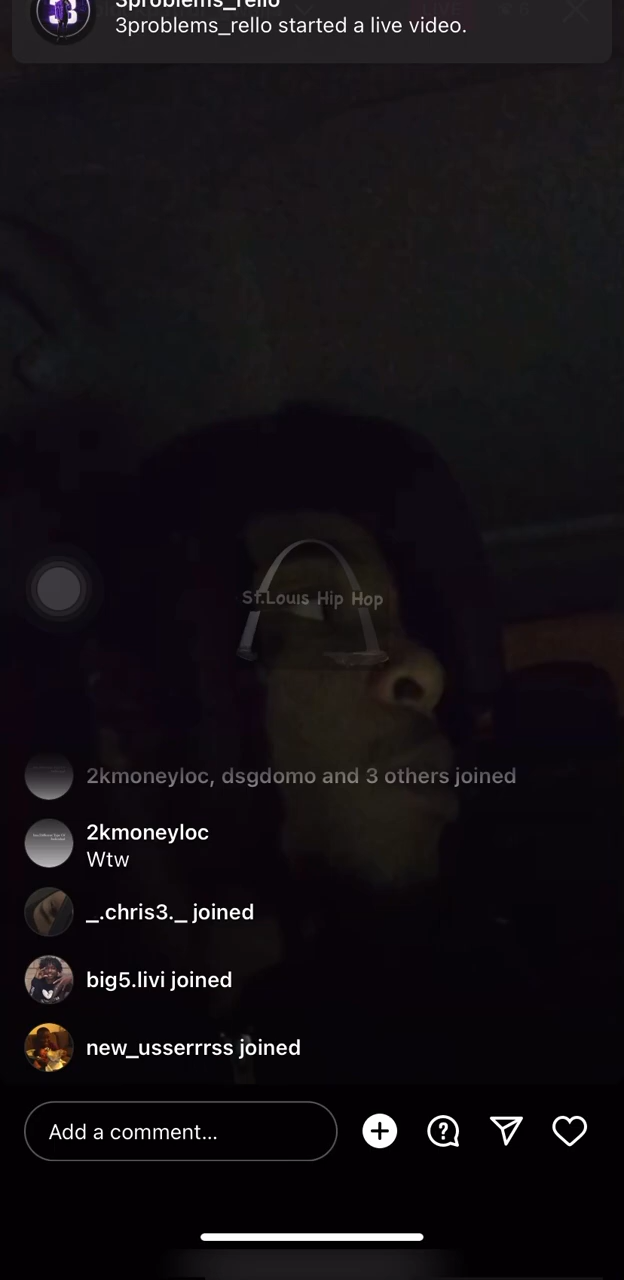 3problems_rello
3problems_rello started a live video.
St.Louis Hip Hop
2kmoneyloc, dsgdomo and 3 others joined
2kmoneyloc
Wtw
_.chris3._ joined
big5.livi joined
new_usserrrss joined
Add a comment...